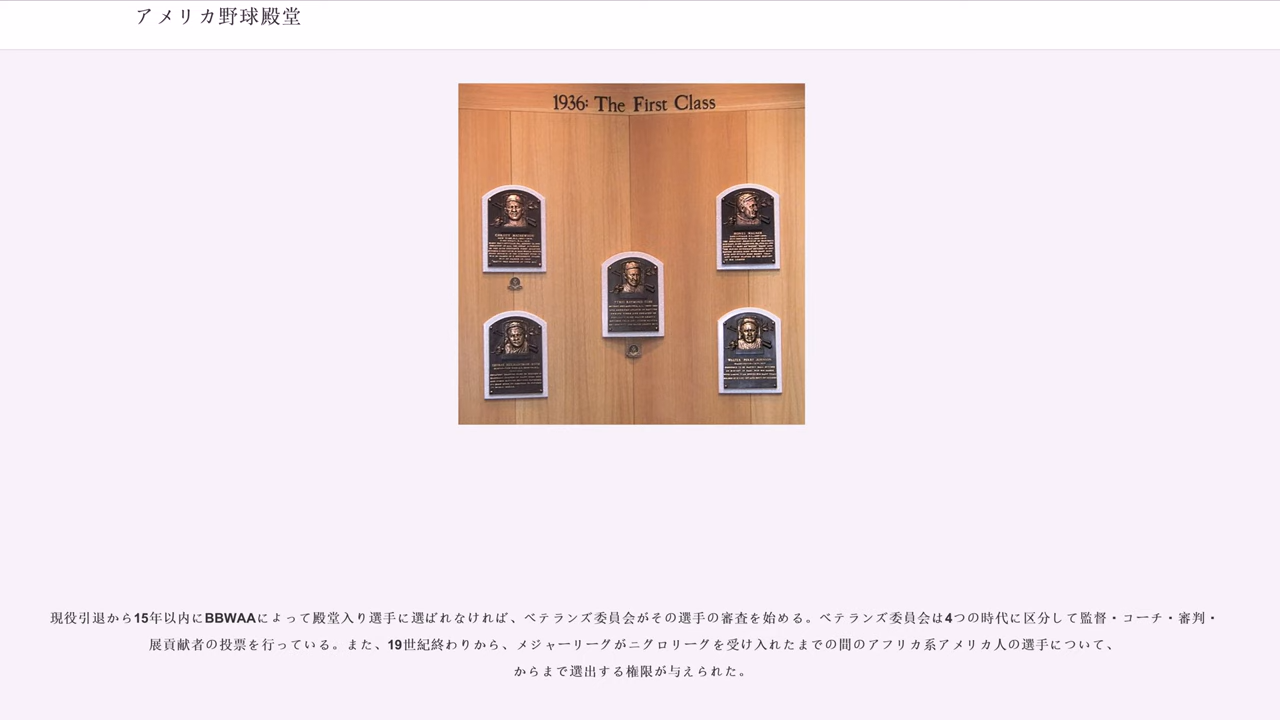 アメリカ野球殿堂
1936: The First Class
現役引退から15年以内にBBWAAによって殿堂入り選手に選ばれなければ、ベテランズ委員会がその選手の審査を始める。ベテランズ委員会は4つの時代に区分して監督・コーチ・審判・
展貢献者の投票を行っている。また、19世紀終わりから、メジャーリーグがニグロリーグを受け入れたまでの間のアフリカ系アメリカ人の選手について、
からまで選出する権限が与えられた。